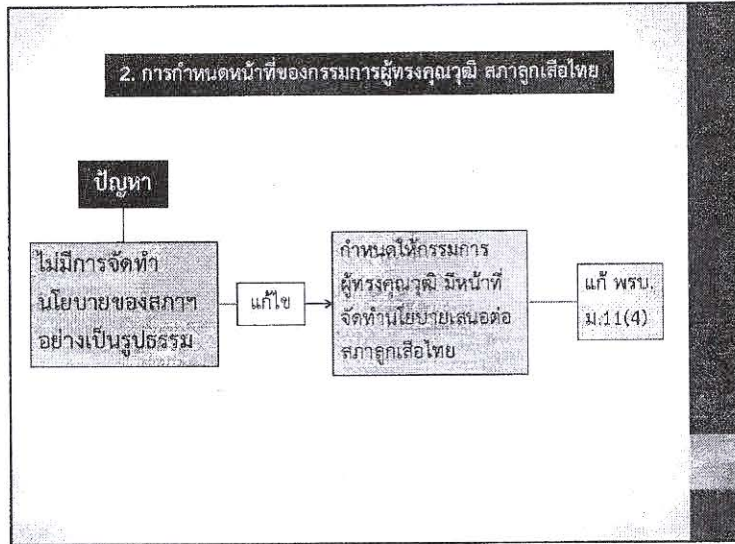 2. การกำหนดหน้าที่ของกรรมการผู้ทรงคุณวุฒิ สภาลูกเสือไทย
ปัญหา
ไม่มีการจัดทำ
นโยบายของสภาฯ
อย่างเป็นรูปธรรม
แก้ไข
กำหนดให้กรรมการ
ผู้ทรงคุณวุฒิ มีหน้าที่
จัดทำนโยบายเสนอต่อ
สภาลูกเสือไทย
แก้ พรบ.
ม.11(4)